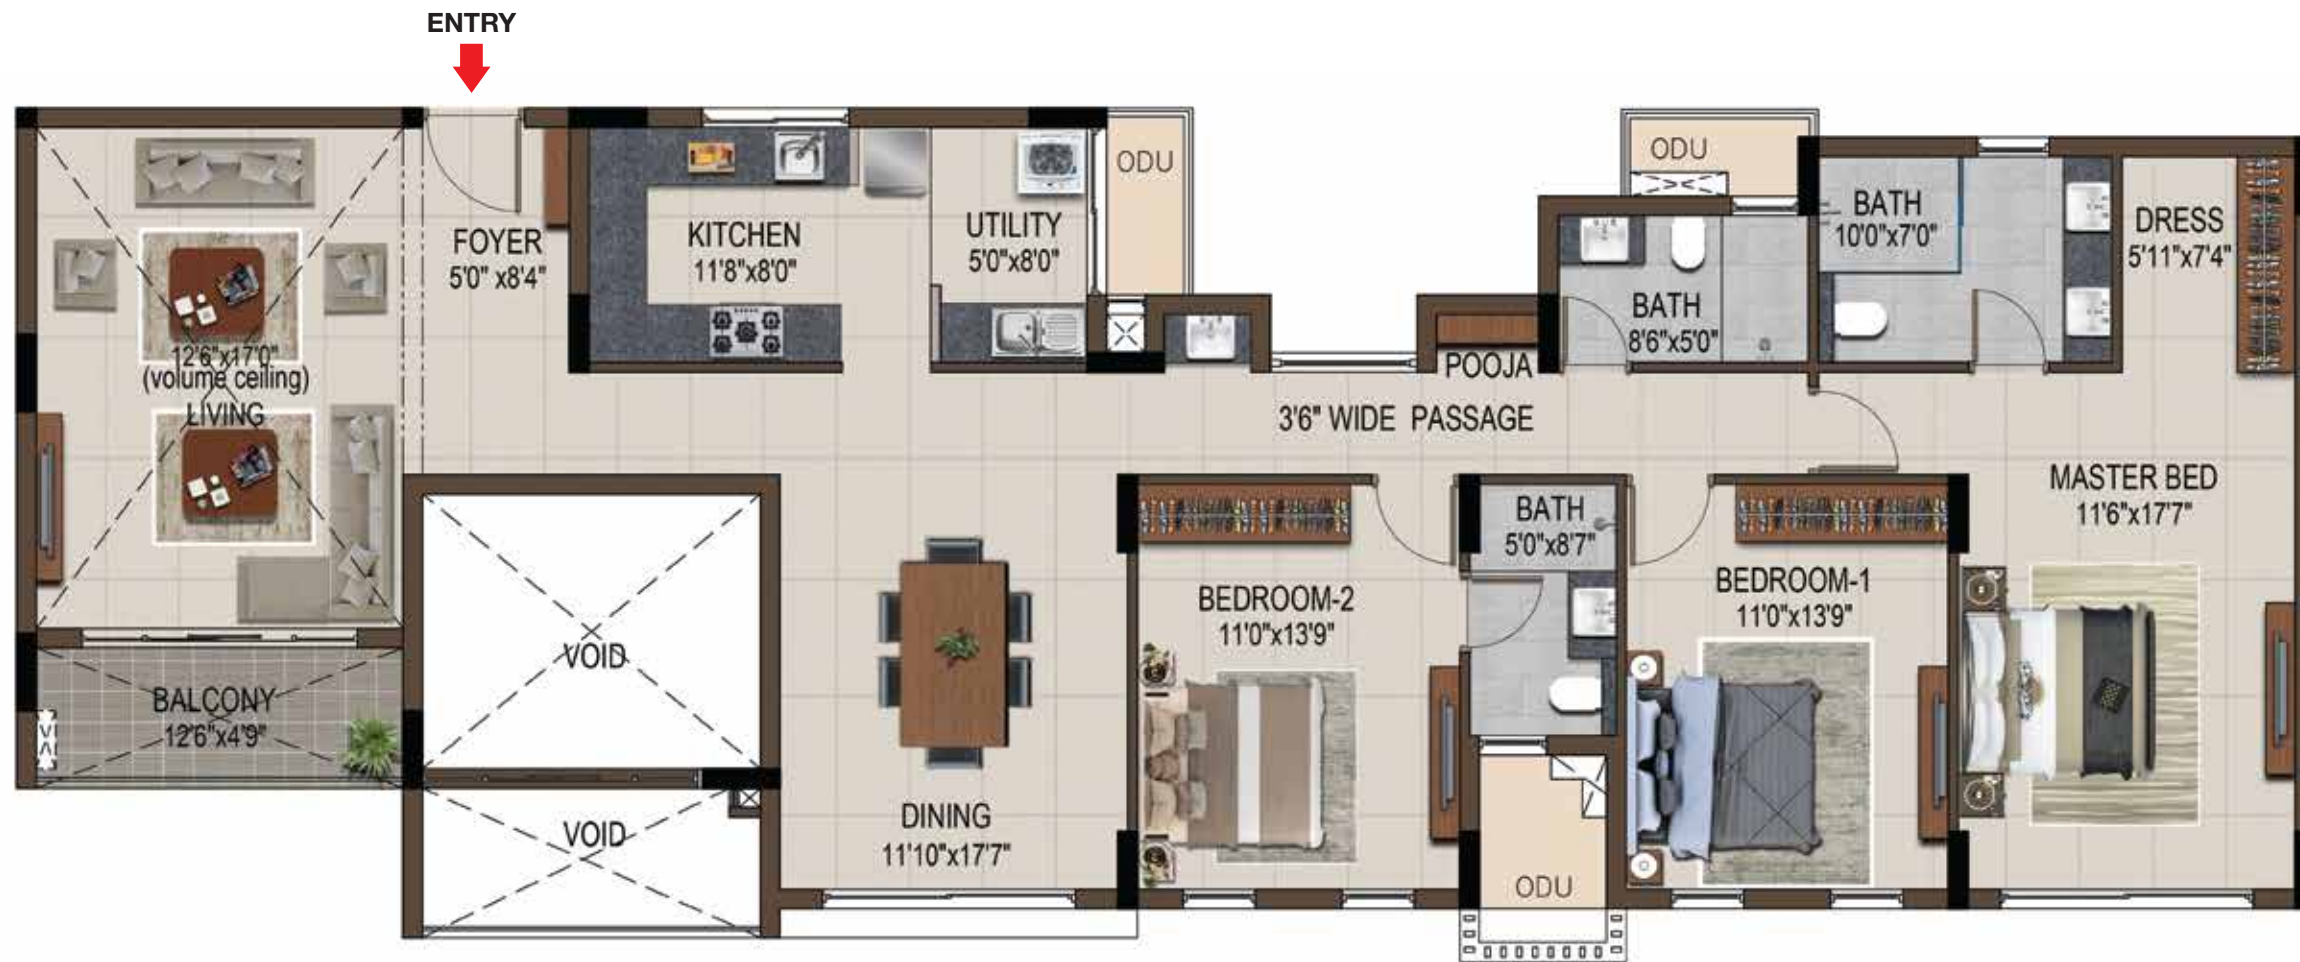 ENTRY
FOYER
5'0" x8'4"
KITCHEN
11'8"x8'0"
UTILITY
5'0"x8'0"
ODU
ODU
BATH
10'0"x7'0"
DRESS
5'11"x7'4"
BATH
8'6"x5'0"
12'6"x17'0"
(volume ceiling)
LIVING
POOJA
3'6" WIDE PASSAGE
MASTER BED
11'6"x17'7"
BATH
5'0"x8'7"
BEDROOM-2
11'0"x13'9"
BEDROOM-1
11'0"x13'9"
VOID
BALCONY
12'6"x4'9"
VOID
DINING
11'10"x17'7"
ODU